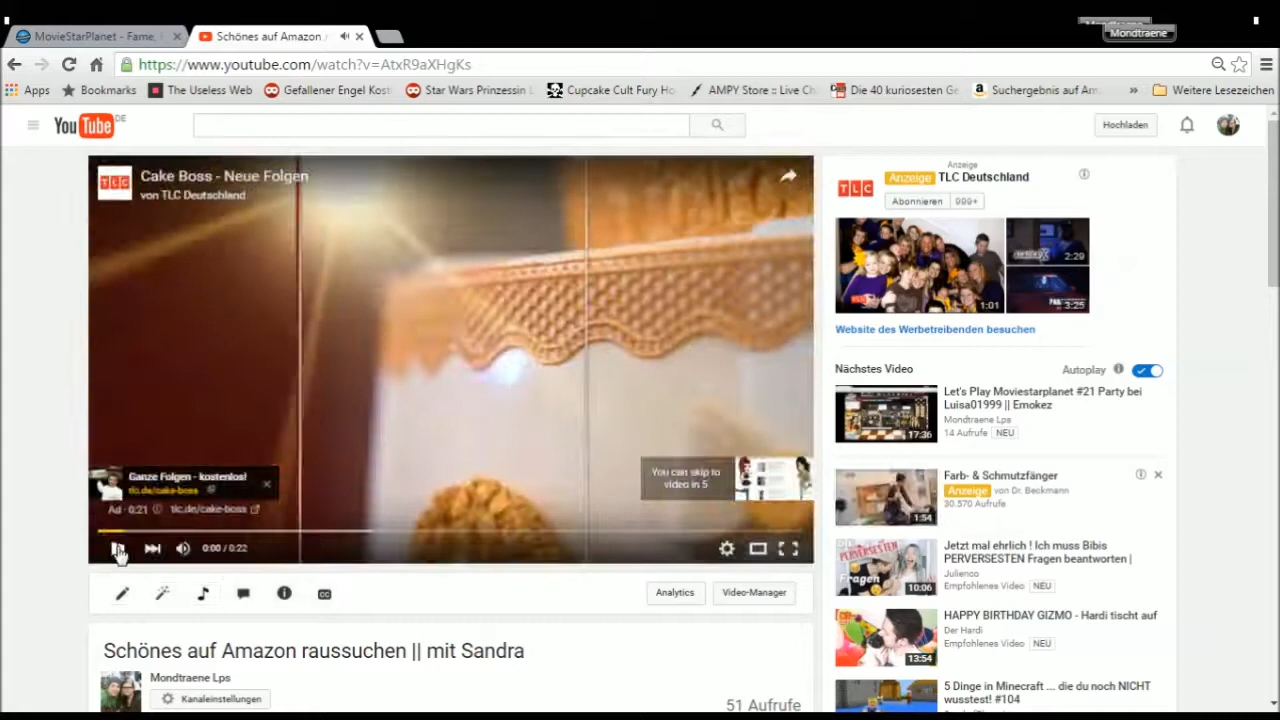 Mondtraene
MovieStarPlanet - Fame,
Schönes auf Amazon
Mondtraene
https://www.youtube.com/watch?v=AtxR9aXHgKs
Apps
Bookmarks
The Useless Web
Gefallener Engel Kost
Star Wars Prinzessin
Cupcake Cult Fury Ho
AMPY Store :: Live Ch
Die 40 kuriosesten Ge
Suchergebnis auf Am
»
Weitere Lesezeichen
YouTube DE
Hochladen
TLC
Cake Boss - Neue Folgen
von TLC Deutschland
You can skip to
video in 5
Ganze Folgen - kostenlos!
tlc.de/cake-boss
Ad · 0:21
tlc.de/cake-boss
0:00 / 0:22
Analytics
Video-Manager
Schönes auf Amazon raussuchen || mit Sandra
Mondtraene Lps
Kanaleinstellungen
51 Aufrufe
Anzeige
TLC
Anzeige TLC Deutschland
Abonnieren 999+
1:01
2:29
3:25
Website des Werbetreibenden besuchen
Nächstes Video
Autoplay
17:36
Let's Play Moviestarplanet #21 Party bei
Luisa01999 || Emokez
Mondtraene Lps
14 Aufrufe NEU
1:54
Farb- & Schmutzfänger
Anzeige von Dr. Beckmann
30.570 Aufrufe
Fragen
10:06
Jetzt mal ehrlich ! Ich muss Bibis
PERVERSESTEN Fragen beantworten |
Julienco
Empfohlenes Video NEU
13:54
HAPPY BIRTHDAY GIZMO - Hardi tischt auf
Der Hardi
Empfohlenes Video NEU
5 Dinge in Minecraft ... die du noch NICHT
wusstest! #104